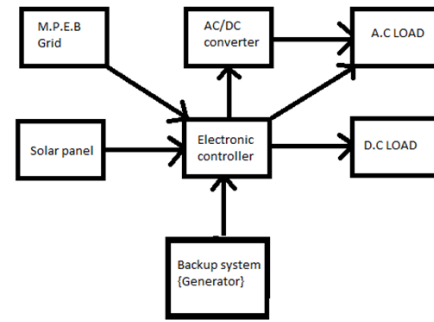 M.P.E.B
Grid
AC/DC
converter
A.C LOAD
Solar panel
Electronic
controller
D.C LOAD
Backup system
{Generator}